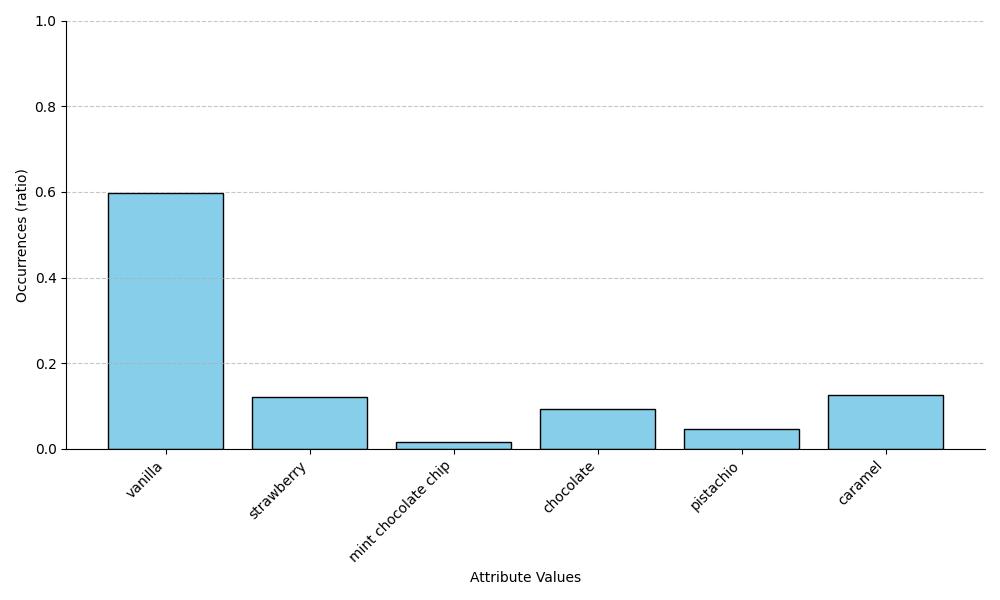 1.0
0.8
0.6
0.4
0.2
0.0
Occurrences (ratio)
vanilla
strawberry
mint chocolate chip
chocolate
pistachio
caramel
Attribute Values